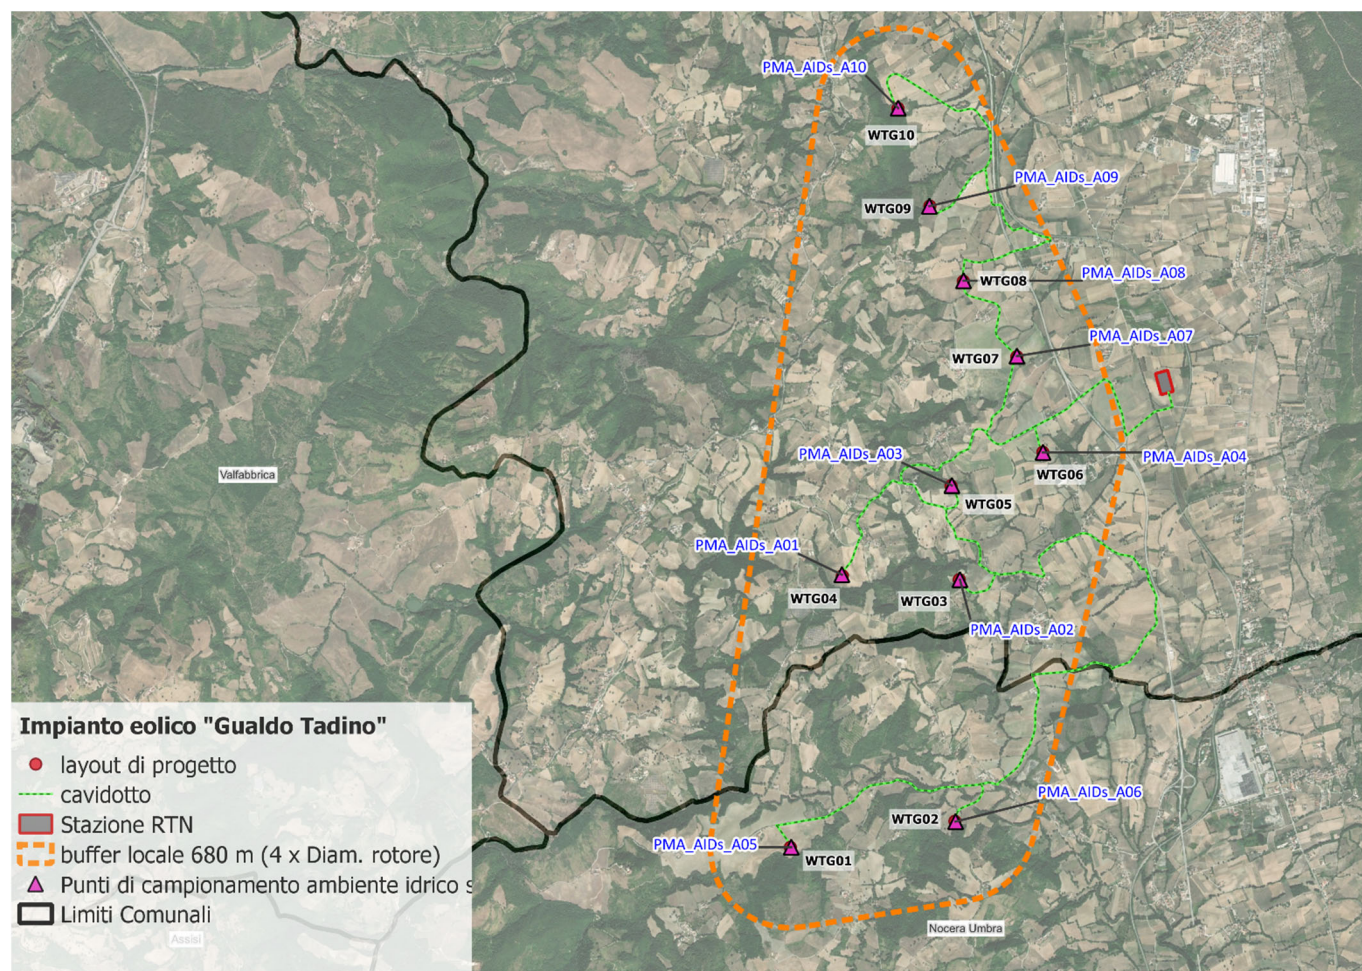 PMA_AIDs_A10
WTG10
PMA_AIDs_A09
WTG09
PMA_AIDs_A08
WTG08
PMA_AIDs_A07
WTG07
PMA_AIDs_A03
PMA_AIDs_A04
WTG06
Valfabbrica
WTG05
PMA_AIDs_A01
WTG04
WTG03
PMA_AIDs_A02
PMA_AIDs_A06
WTG02
PMA_AIDs_A05
WTG01
Nocera Umbra
Impianto eolico "Gualdo Tadino"
layout di progetto
cavidotto
Stazione RTN
buffer locale 680 m (4 x Diam. rotore)
Punti di campionamento ambiente idrico s
Limiti Comunali
Assisi